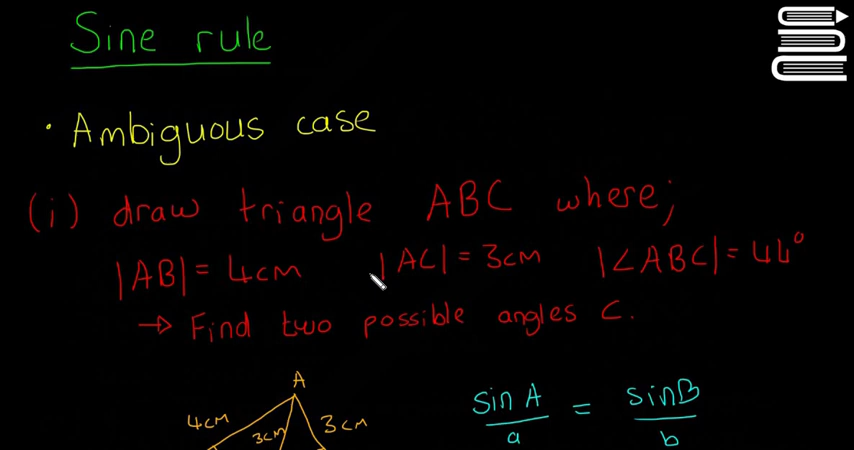 Sine rule
• Ambiguous case
(i) draw triangle ABC where;
|AB| = 4cm |AC| = 3cm |∠ABC| = 44°
→ Find two possible angles C.
A
4cm 3cm 3cm
sin A / a = sin B / b